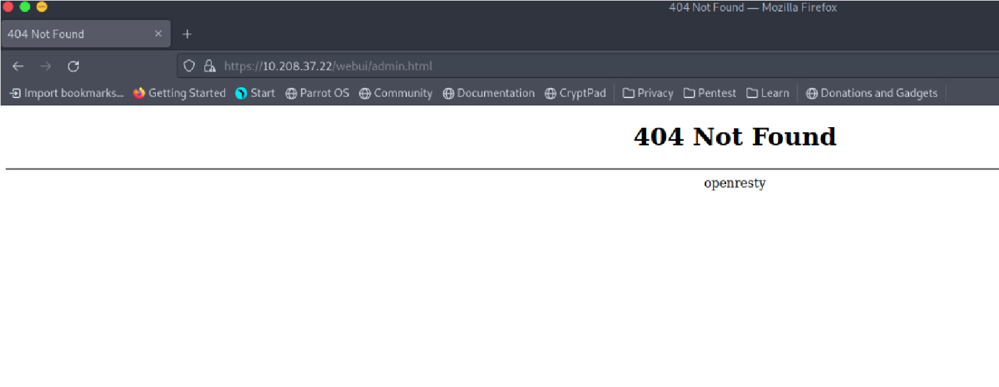 404 Not Found — Mozilla Firefox
404 Not Found
https://10.208.37.22/webui/admin.html
Import bookmarks... Getting Started Start Parrot OS Community Documentation CryptPad Privacy Pentest Learn Donations and Gadgets
404 Not Found
openresty